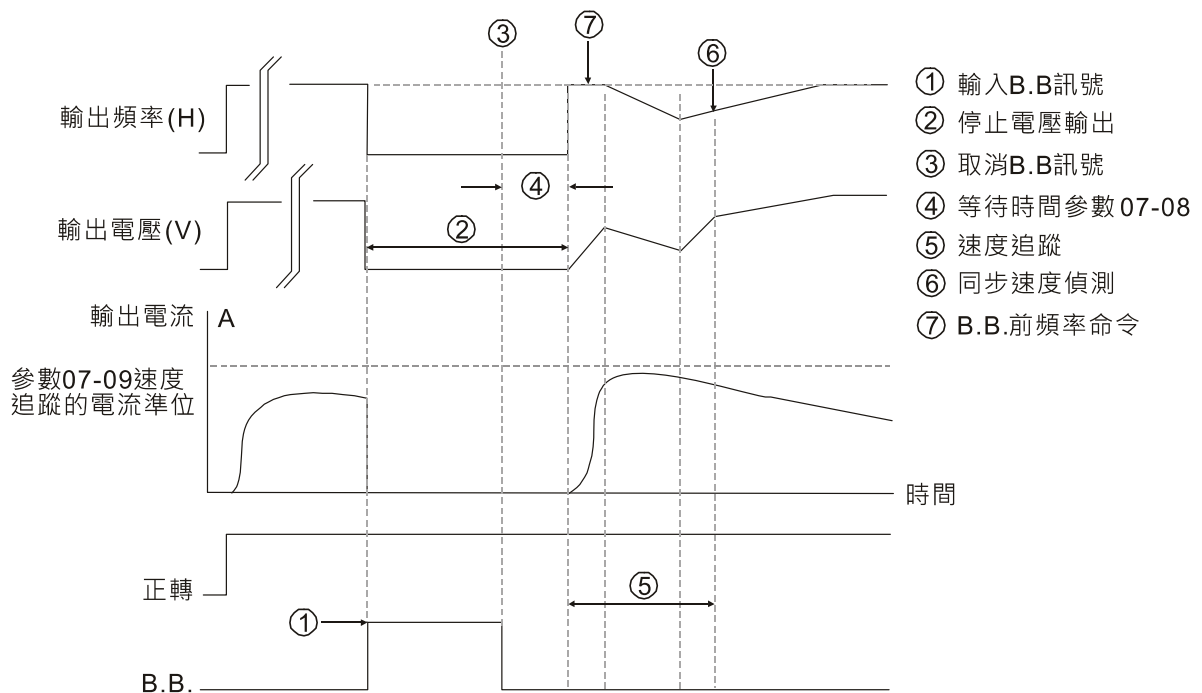 ③
⑦
⑥
輸出頻率(H)
④
輸出電壓(V)
②
① 輸入B.B訊號
② 停止電壓輸出
③ 取消B.B訊號
④ 等待時間參數07-08
⑤ 速度追蹤
⑥ 同步速度偵測
⑦ B.B.前頻率命令
輸出電流 A
參數07-09速度
追蹤的電流準位
時間
正轉
⑤
①
B.B.